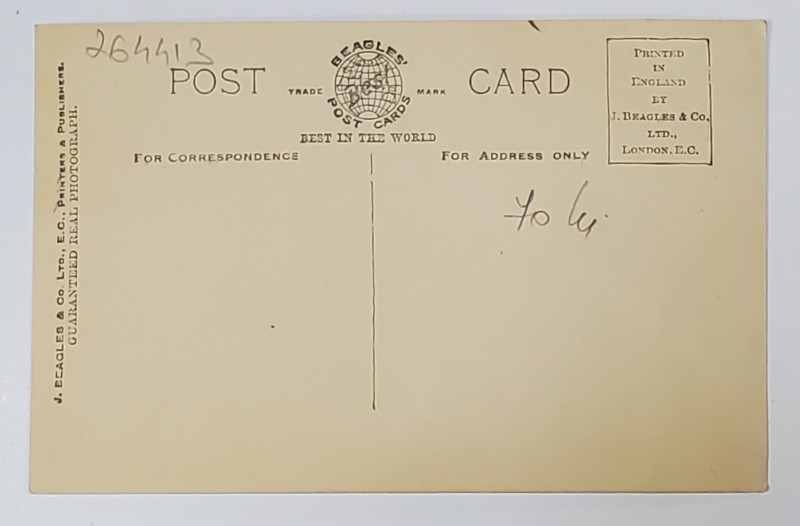 264413
POST CARD
BEAGLES'
BEST
POST CARDS
TRADE MARK
BEST IN THE WORLD
FOR CORRESPONDENCE
FOR ADDRESS ONLY
PRINTED
IN
ENGLAND
BY
J. BEAGLES & Co.
LTD.,
LONDON. E.C.
J. BEAGLES & Co. LTD., E.C., PRINTERS & PUBLISHERS.
GUARANTEED REAL PHOTOGRAPH.
70